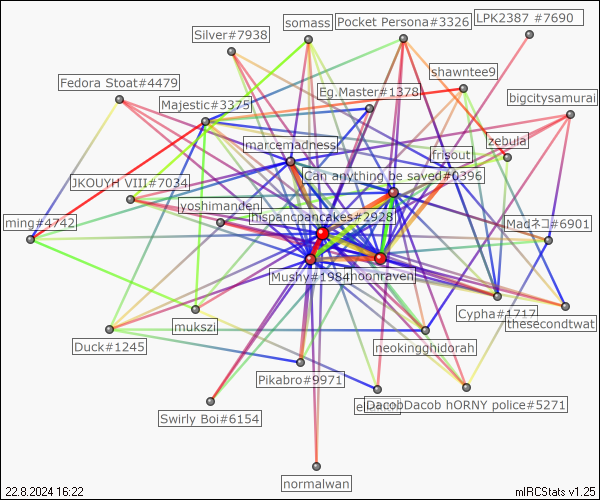 somass
LPK2387 #7690
Pocket Persona#3326
Silver#7938
shawntee9
Fedora Stoat#4479
Eg.Master#1378
bigcitysamurai
Majestic#3375
zebula
marcemadness
frisout
Can anything be saved#0396
JKOUYH VIII#7034
yoshimanden
hispancpancakes#2928
ming#4742
Madネコ#6901
Mushy#1984
moonraven
Cypha#1717
thesecondtwat
mukszi
Duck#1245
neokingghidorah
Pikabro#9971
DacobDacob hORNY police#5271
Swirly Boi#6154
normalwan
22.8.2024 16:22
mIRCStats v1.25